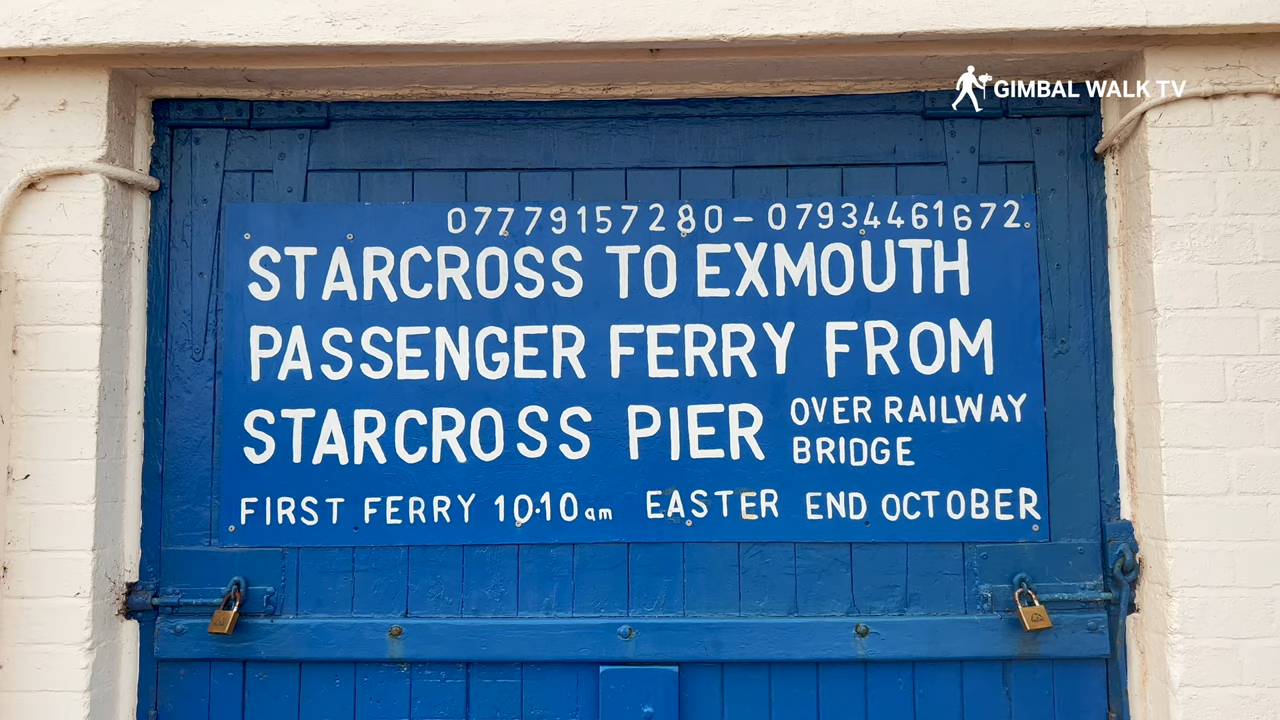 GIMBAL WALK TV
07779157280 - 07934461672.
STARCROSS TO EXMOUTH
PASSENGER FERRY FROM
STARCROSS PIER OVER RAILWAY
BRIDGE
FIRST FERRY 10·10am EASTER END OCTOBER